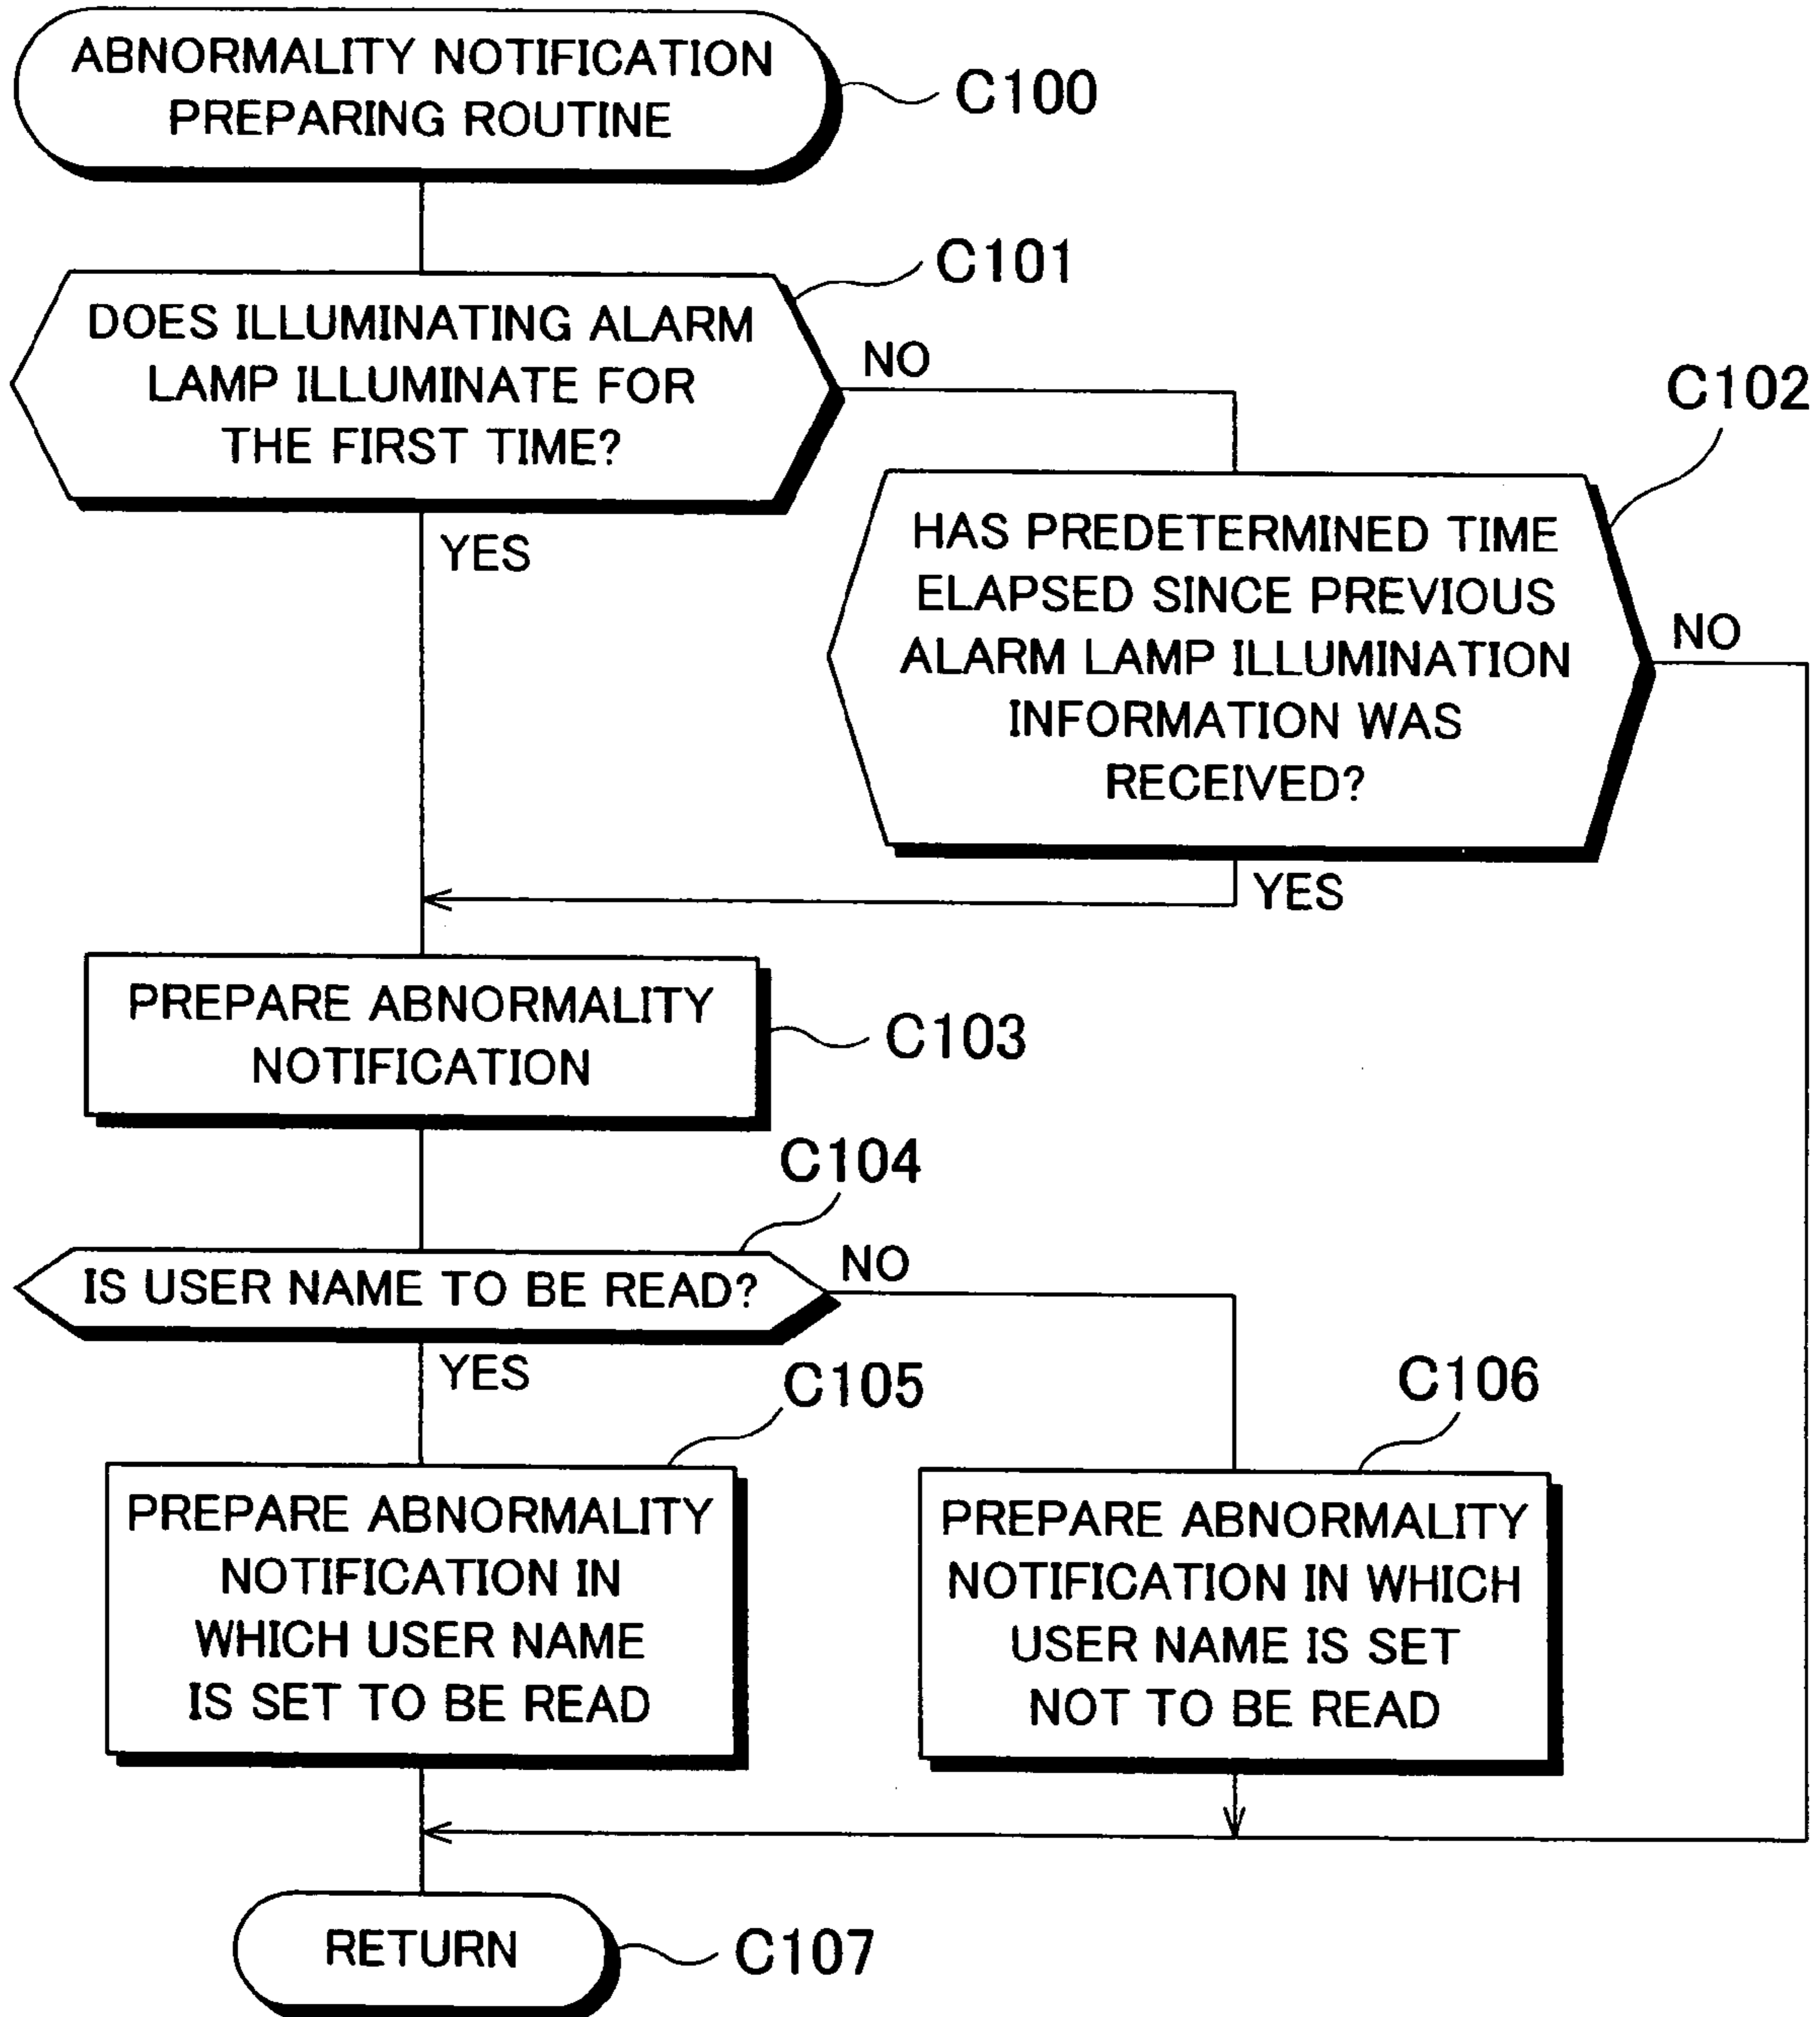 ABNORMALITY NOTIFICATION
PREPARING ROUTINE
C100
C101
DOES ILLUMINATING ALARM
LAMP ILLUMINATE FOR
THE FIRST TIME?
NO
YES
C102
HAS PREDETERMINED TIME
ELAPSED SINCE PREVIOUS
ALARM LAMP ILLUMINATION
INFORMATION WAS
RECEIVED?
NO
YES
PREPARE ABNORMALITY
NOTIFICATION
C103
C104
IS USER NAME TO BE READ?
NO
YES
C105
PREPARE ABNORMALITY
NOTIFICATION IN
WHICH USER NAME
IS SET TO BE READ
C106
PREPARE ABNORMALITY
NOTIFICATION IN WHICH
USER NAME IS SET
NOT TO BE READ
RETURN
C107